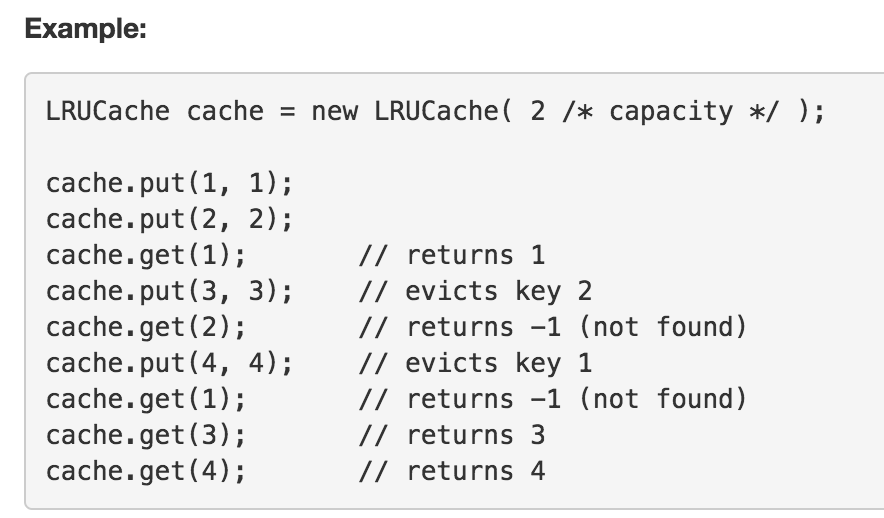 Example:
LRUCache cache = new LRUCache( 2 /* capacity */ );
cache.put(1, 1);
cache.put(2, 2);
cache.get(1);       // returns 1
cache.put(3, 3);    // evicts key 2
cache.get(2);       // returns -1 (not found)
cache.put(4, 4);    // evicts key 1
cache.get(1);       // returns -1 (not found)
cache.get(3);       // returns 3
cache.get(4);       // returns 4